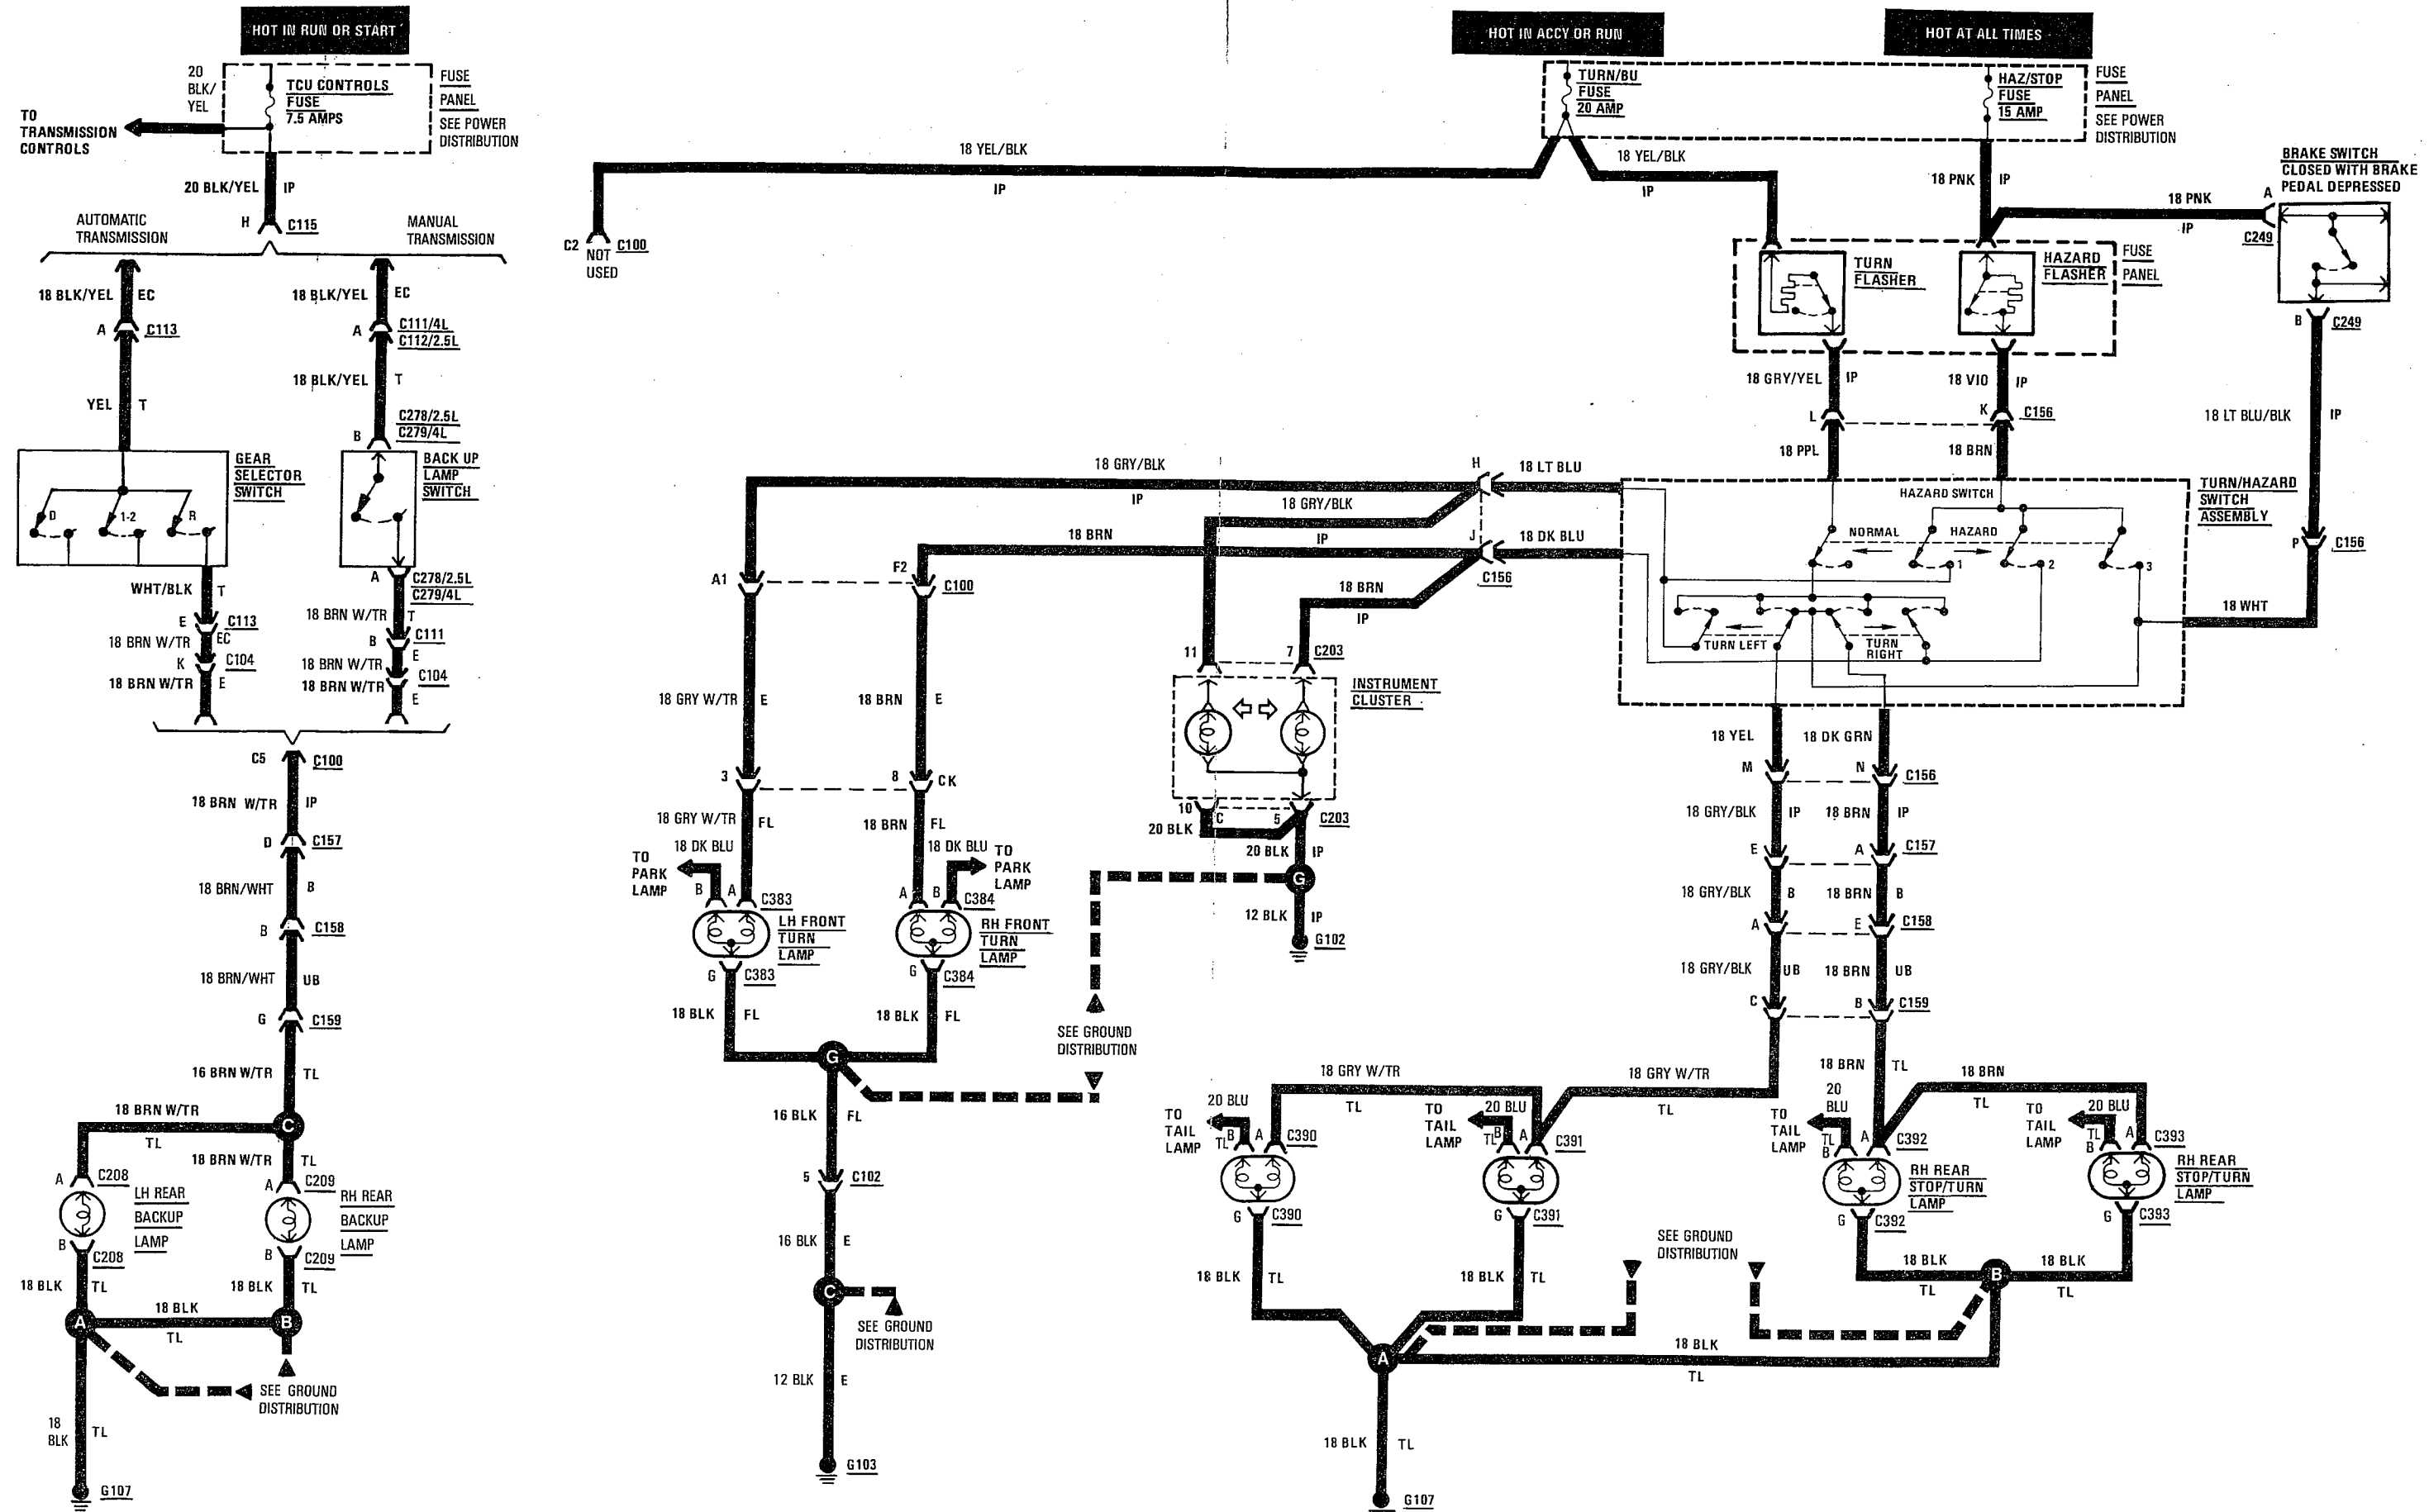 HOT IN RUN OR START
20
BLK/
YEL
TCU CONTROLS
FUSE
7.5 AMPS
FUSE
PANEL
SEE POWER
DISTRIBUTION
TO
TRANSMISSION
CONTROLS
20 BLK/YEL
IP
H
C115
AUTOMATIC
TRANSMISSION
MANUAL
TRANSMISSION
18 BLK/YEL
EC
A
C113
YEL
T
18 BLK/YEL
EC
A
C111/4L
C112/2.5L
18 BLK/YEL
T
B
C278/2.5L
C279/4L
GEAR
SELECTOR
SWITCH
D
1-2
R
BACK UP
LAMP
SWITCH
WHT/BLK
T
E
C113
18 BRN W/TR
EC
K
C104
18 BRN W/TR
E
A
C278/2.5L
C279/4L
18 BRN W/TR
T
B
C111
18 BRN W/TR
E
C104
18 BRN W/TR
E
C5
C100
18 BRN W/TR
IP
D
C157
18 BRN/WHT
B
B
C158
18 BRN/WHT
UB
G
C159
16 BRN W/TR
TL
18 BRN W/TR
TL
C
18 BRN W/TR
TL
A
C208
LH REAR
BACKUP
LAMP
A
C209
RH REAR
BACKUP
LAMP
B
C208
B
C209
18 BLK
TL
18 BLK
TL
18 BLK
TL
A
B
SEE GROUND
DISTRIBUTION
18
BLK
TL
G107
HOT IN ACCY OR RUN
HOT AT ALL TIMES
TURN/BU
FUSE
20 AMP
HAZ/STOP
FUSE
15 AMP
FUSE
PANEL
SEE POWER
DISTRIBUTION
18 YEL/BLK
IP
18 YEL/BLK
IP
C2
C100
NOT
USED
18 PNK
IP
18 PNK
IP
BRAKE SWITCH
CLOSED WITH BRAKE
PEDAL DEPRESSED
A
C249
TURN
FLASHER
HAZARD
FLASHER
FUSE
PANEL
B
C249
18 GRY/YEL
IP
18 VIO
IP
18 LT BLU/BLK
IP
L
K
C156
18 PPL
18 BRN
18 GRY/BLK
IP
H
18 LT BLU
18 GRY/BLK
IP
18 BRN
J
18 DK BLU
C156
18 BRN
IP
HAZARD SWITCH
NORMAL
HAZARD
1
2
3
TURN LEFT
TURN
RIGHT
TURN/HAZARD
SWITCH
ASSEMBLY
P
C156
18 WHT
A1
F2
C100
18 GRY W/TR
E
18 BRN
E
3
8
CK
18 GRY W/TR
FL
18 BRN
FL
TO
PARK
LAMP
18 DK BLU
B
A
C383
18 DK BLU
TO
PARK
LAMP
A
B
C384
LH FRONT
TURN
LAMP
RH FRONT
TURN
LAMP
G
C383
G
C384
18 BLK
FL
18 BLK
FL
G
16 BLK
FL
5
C102
16 BLK
E
C
SEE GROUND
DISTRIBUTION
12 BLK
E
G103
11
7
C203
INSTRUMENT
CLUSTER
10
C
5
C203
20 BLK
20 BLK
IP
G
12 BLK
IP
G102
SEE GROUND
DISTRIBUTION
18 YEL
18 DK GRN
M
N
C156
18 GRY/BLK
IP
18 BRN
IP
E
A
C157
18 GRY/BLK
B
18 BRN
B
A
E
C158
18 GRY/BLK
UB
18 BRN
UB
C
B
C159
18 GRY W/TR
TL
18 GRY W/TR
TL
18 BRN
TL
18 BRN
TL
TO
TAIL
LAMP
20 BLU
TL
B
A
C390
TO
TAIL
LAMP
20 BLU
TL
B
A
C391
TO
TAIL
LAMP
20
BLU
TL
B
A
C392
TO
TAIL
LAMP
20 BLU
TL
B
A
C393
RH REAR
STOP/TURN
LAMP
RH REAR
STOP/TURN
LAMP
G
C390
G
C391
G
C392
G
C393
SEE GROUND
DISTRIBUTION
18 BLK
TL
18 BLK
TL
18 BLK
TL
B
18 BLK
TL
A
18 BLK
TL
18 BLK
TL
G107